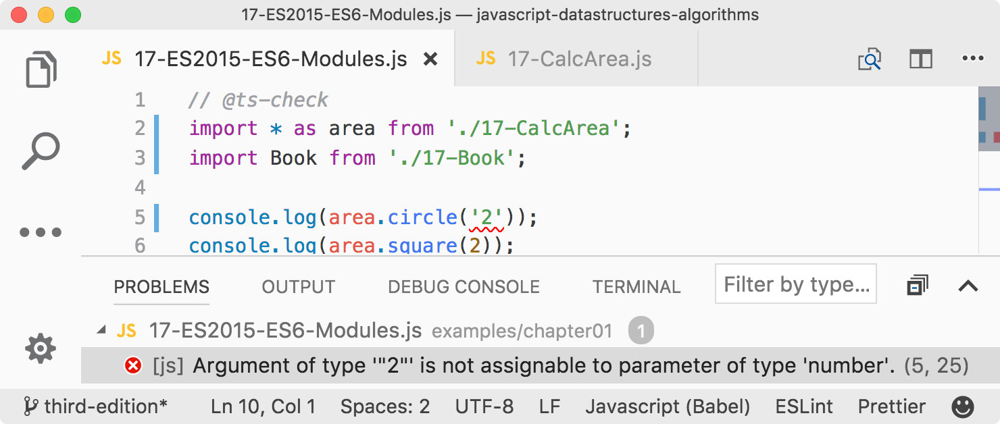 17-ES2015-ES6-Modules.js — javascript-datastructures-algorithms
JS 17-ES2015-ES6-Modules.js
JS 17-CalcArea.js
1 // @ts-check
2 import * as area from './17-CalcArea';
3 import Book from './17-Book';
4
5 console.log(area.circle('2'));
6 console.log(area.square(2));
PROBLEMS OUTPUT DEBUG CONSOLE TERMINAL Filter by type...
JS 17-ES2015-ES6-Modules.js examples/chapter01 1
[js] Argument of type '"2"' is not assignable to parameter of type 'number'. (5, 25)
third-edition* Ln 10, Col 1 Spaces: 2 UTF-8 LF Javascript (Babel) ESLint Prettier